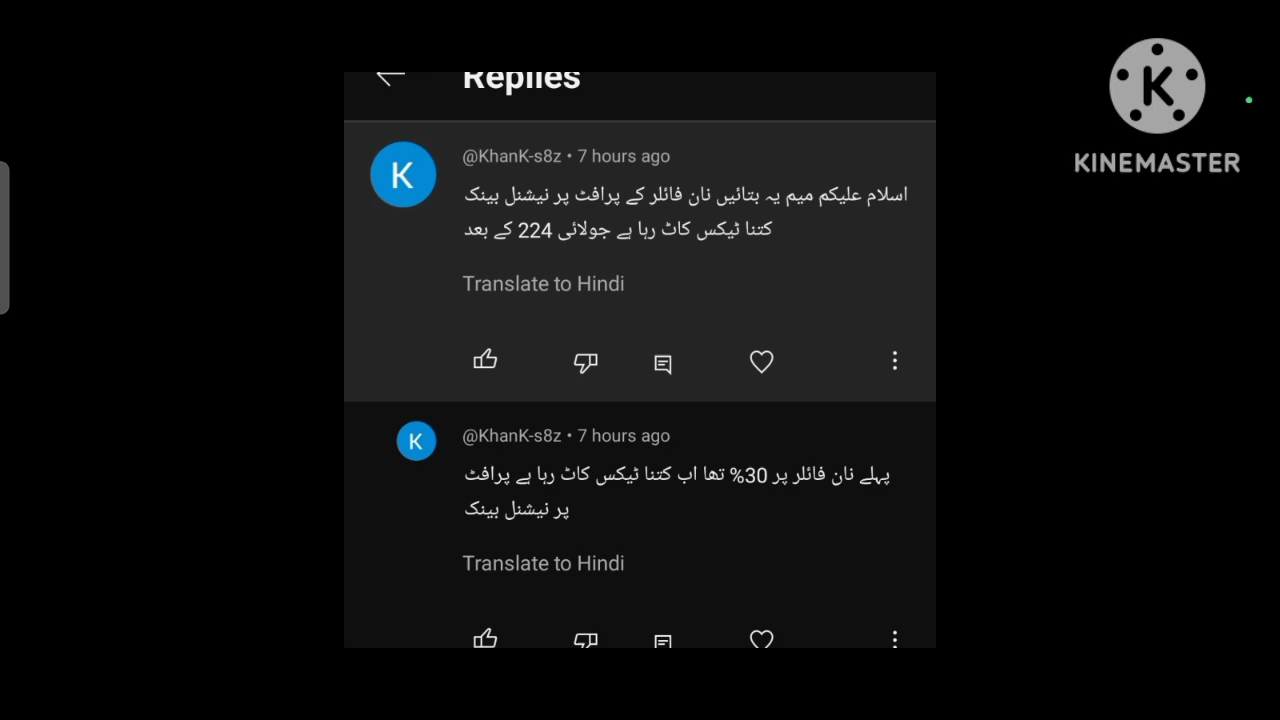 Replies
@KhanK-s8z • 7 hours ago
اسلام علیکم میم یہ بتائیں نان فائلر کے پرافٹ پر نیشنل بینک
کتنا ٹیکس کاٹ رہا ہے جولائی 224 کے بعد
Translate to Hindi
@KhanK-s8z • 7 hours ago
پہلے نان فائلر پر 30% تھا اب کتنا ٹیکس کاٹ رہا ہے پرافٹ
پر نیشنل بینک
Translate to Hindi
K
K
K
KINEMASTER